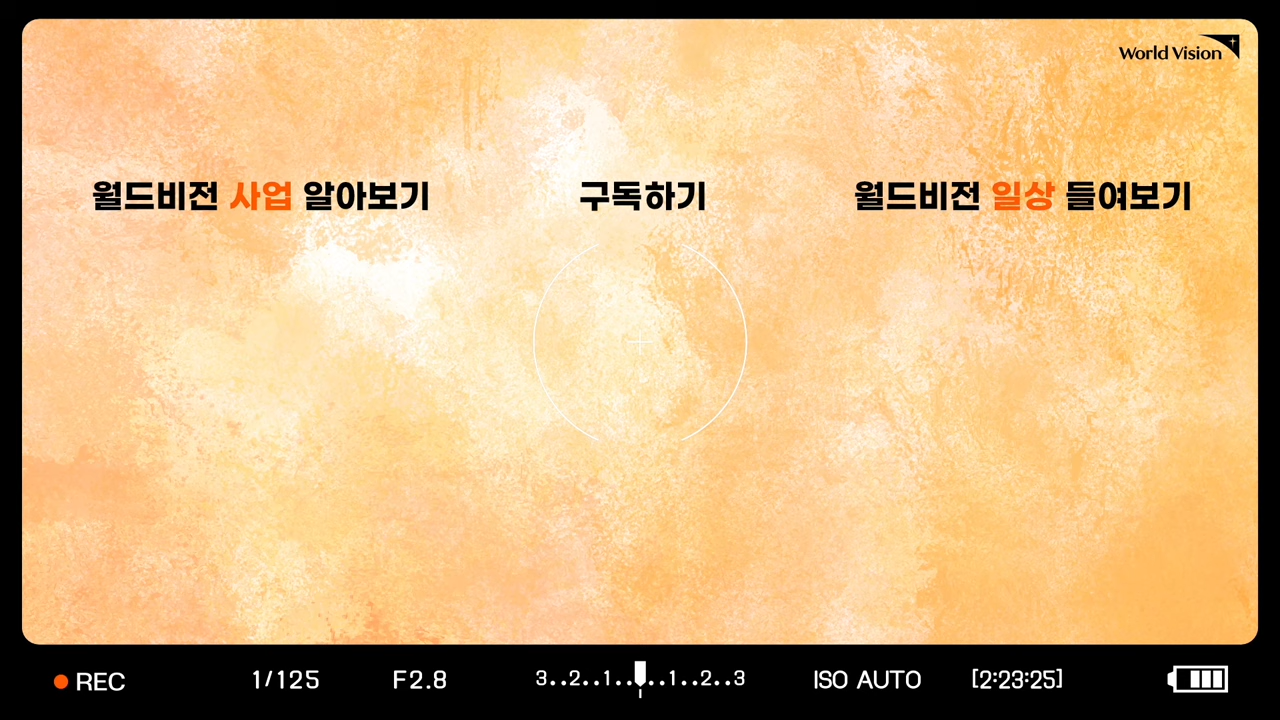 World Vision
월드비전 사업 알아보기
구독하기
월드비전 일상 들여보기
REC
1/125
F2.8
3..2..1....1..2..3
ISO AUTO
[2:23:25]